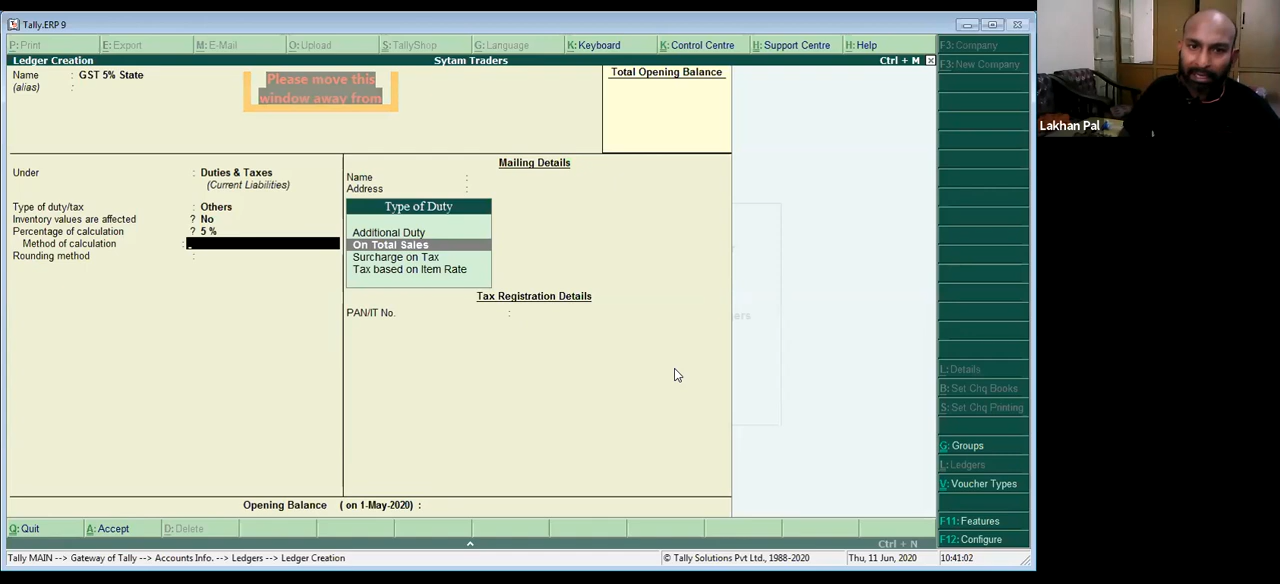 Tally.ERP 9
P: Print E: Export M: E-Mail O: Upload S: TallyShop G: Language K: Keyboard K: Control Centre H: Support Centre H: Help
F3: Company
Ledger Creation Sytam Traders Ctrl + M
F3: New Company
Name : GST 5% State
(alias) :
Please move this
window away from
Total Opening Balance
Lakhan Pal
Mailing Details
Under : Duties & Taxes
(Current Liabilities)
Name :
Address :
Type of duty/tax : Others
Inventory values are affected ? No
Percentage of calculation ? 5 %
Method of calculation :
Rounding method :
Type of Duty
Additional Duty
On Total Sales
Surcharge on Tax
Tax based on Item Rate
Tax Registration Details
PAN/IT No. :
L: Details
B: Set Chq Books
S: Set Chq Printing
G: Groups
L: Ledgers
V: Voucher Types
F11: Features
F12: Configure
Opening Balance ( on 1-May-2020) :
Q: Quit A: Accept D: Delete
Ctrl + N
Tally MAIN --> Gateway of Tally --> Accounts Info. --> Ledgers --> Ledger Creation © Tally Solutions Pvt Ltd., 1988-2020 Thu, 11 Jun, 2020 10:41:02